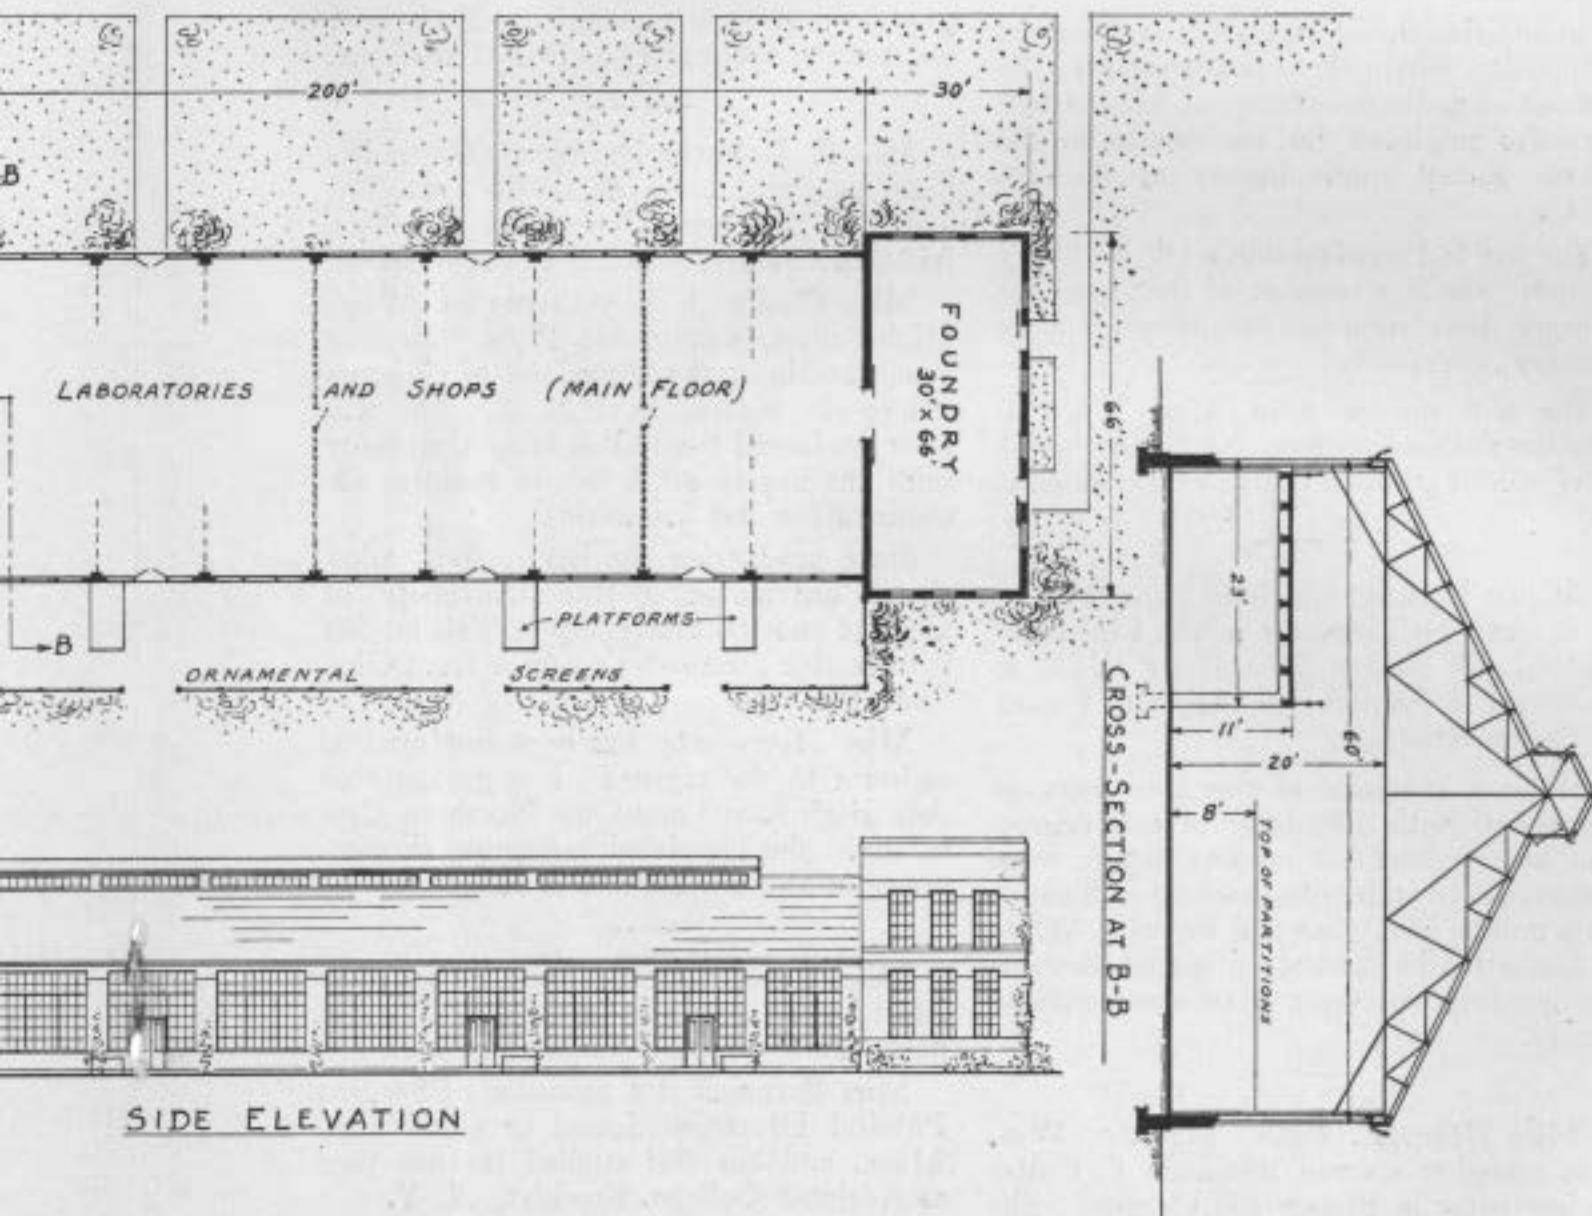 200'
30'
B
LABORATORIES AND SHOPS (MAIN FLOOR)
FOUNDRY
30' x 66'
66'
PLATFORMS
B
ORNAMENTAL SCREENS
SIDE ELEVATION
CROSS-SECTION AT B-B
23'
11'
20'
60'
8'
TOP OF PARTITIONS